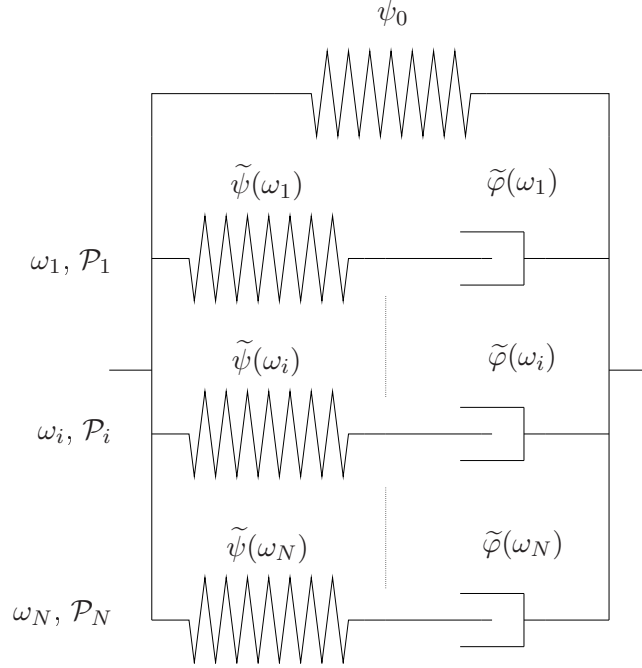 ψ₀
ψ̃(ω₁) φ̃(ω₁)
ω₁, 𝒫₁
ψ̃(ωᵢ) φ̃(ωᵢ)
ωᵢ, 𝒫ᵢ
ψ̃(ω_N) φ̃(ω_N)
ω_N, 𝒫_N